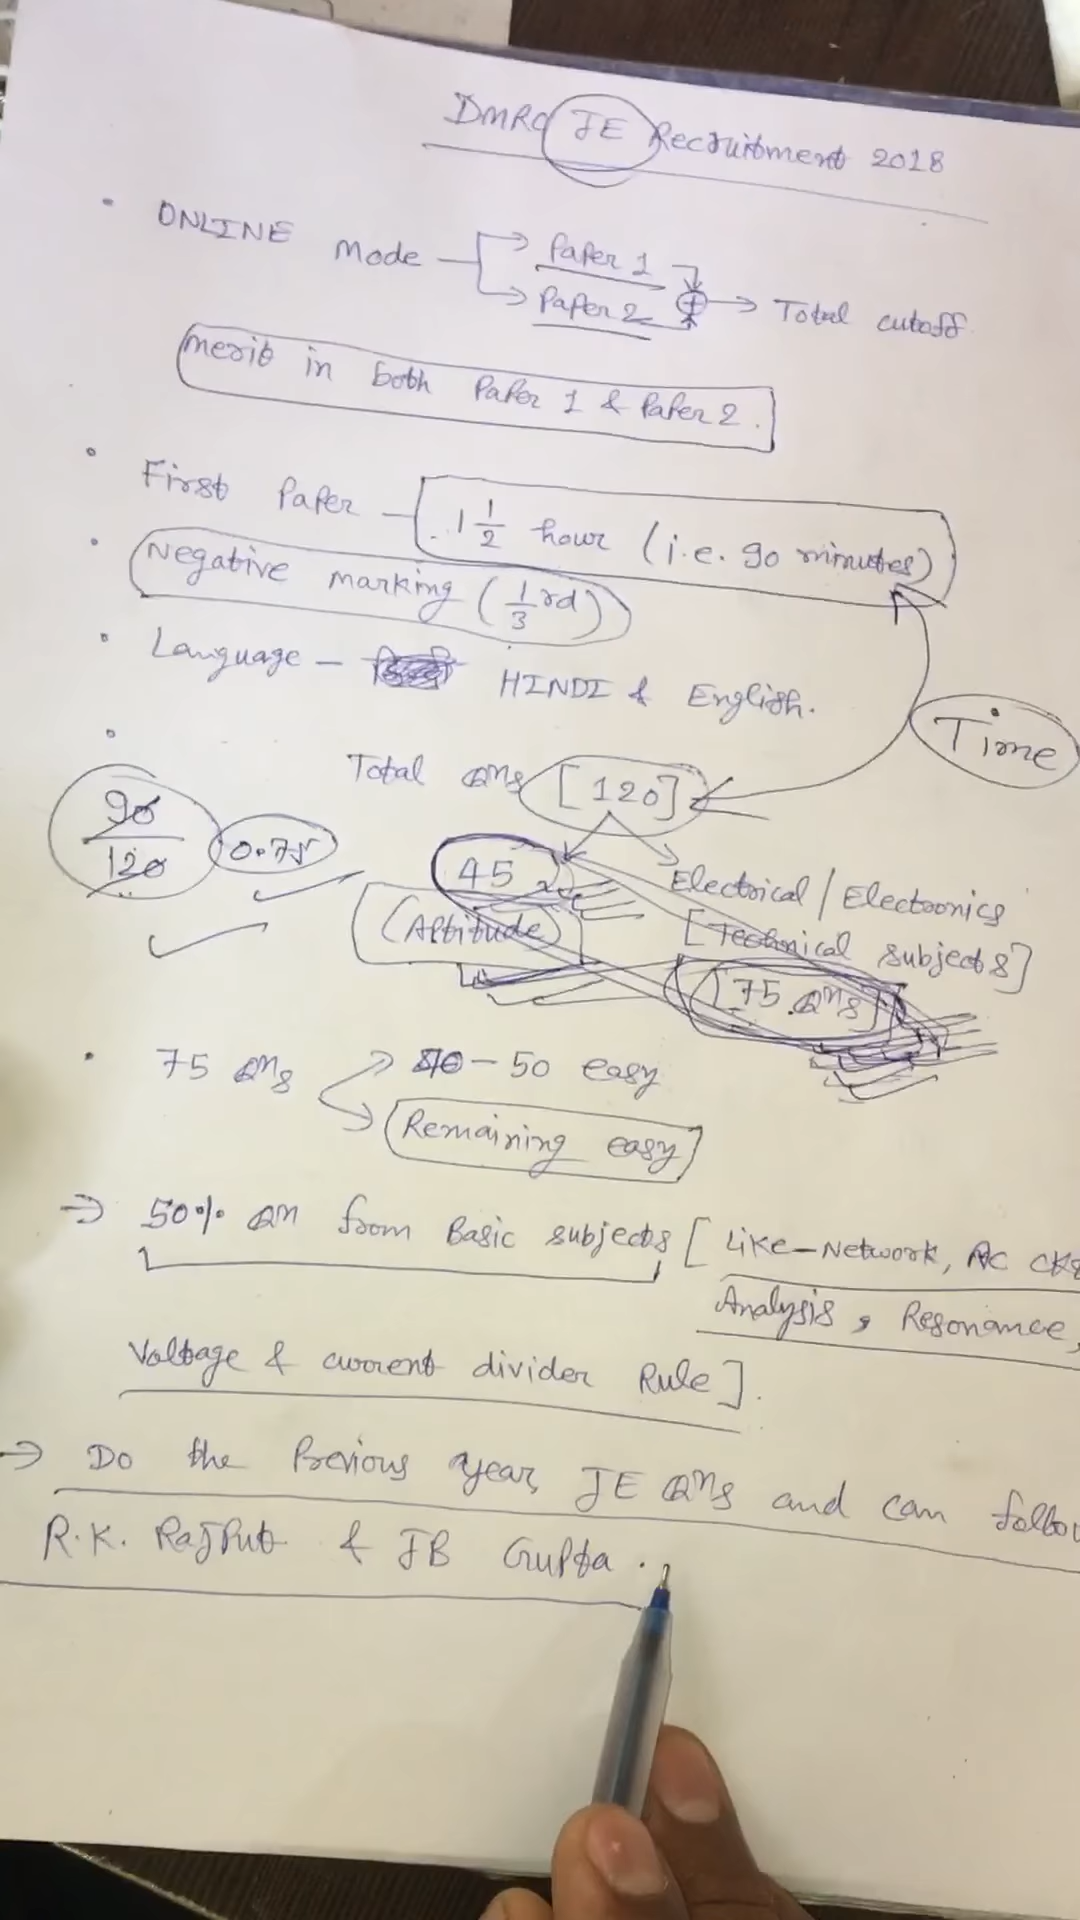 DMRC JE Recruitment 2018
• ONLINE Mode → Paper 1
→ Paper 2 + → Total cutoff
merit in both Paper 1 & Paper 2.
• First Paper - 1 1/2 hour (i.e. 90 minutes)
• Negative marking (1/3 rd)
• Language - HINDI & English.
Time
• Total Qns [120]
90/120 0.75
45
(Aptitude)
Electrical / Electronics
[Technical subjects]
[75 Qns]
• 75 Qns → 40-50 easy
→ Remaining easy
→ 50% Qn from Basic subjects [Like-Network, AC Cks
Analysis, Resonance,
Voltage & current divider Rule].
→ Do the Previous year JE Qns and can follow
R.K. Rajput & JB Gupta.